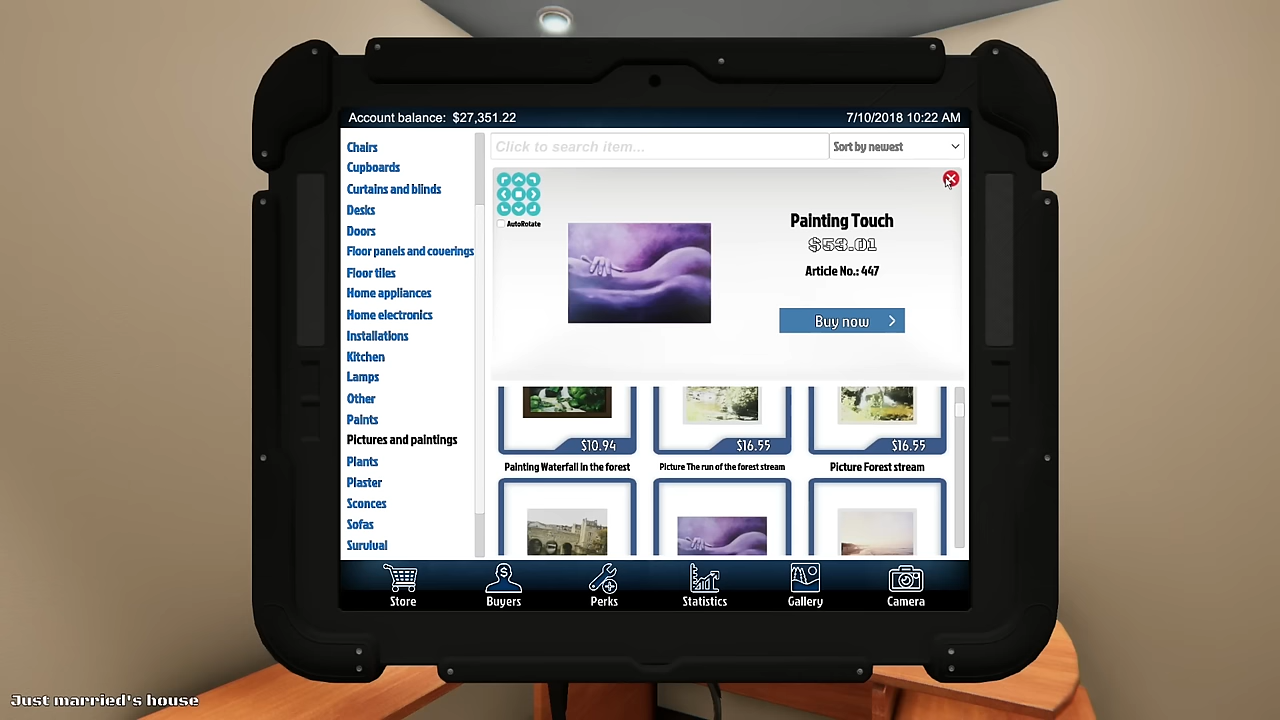 Account balance: $27,351.22
7/10/2018 10:22 AM
Chairs
Cupboards
Curtains and blinds
Desks
Doors
Floor panels and coverings
Floor tiles
Home appliances
Home electronics
Installations
Kitchen
Lamps
Other
Paints
Pictures and paintings
Plants
Plaster
Sconces
Sofas
Survival
Click to search item...
Sort by newest
AutoRotate
Painting Touch
$59.01
Article No.: 447
Buy now
$10.94
$16.55
$16.55
Painting Waterfall in the forest
Picture The run of the forest stream
Picture Forest stream
Store
Buyers
Perks
Statistics
Gallery
Camera
Just married's house